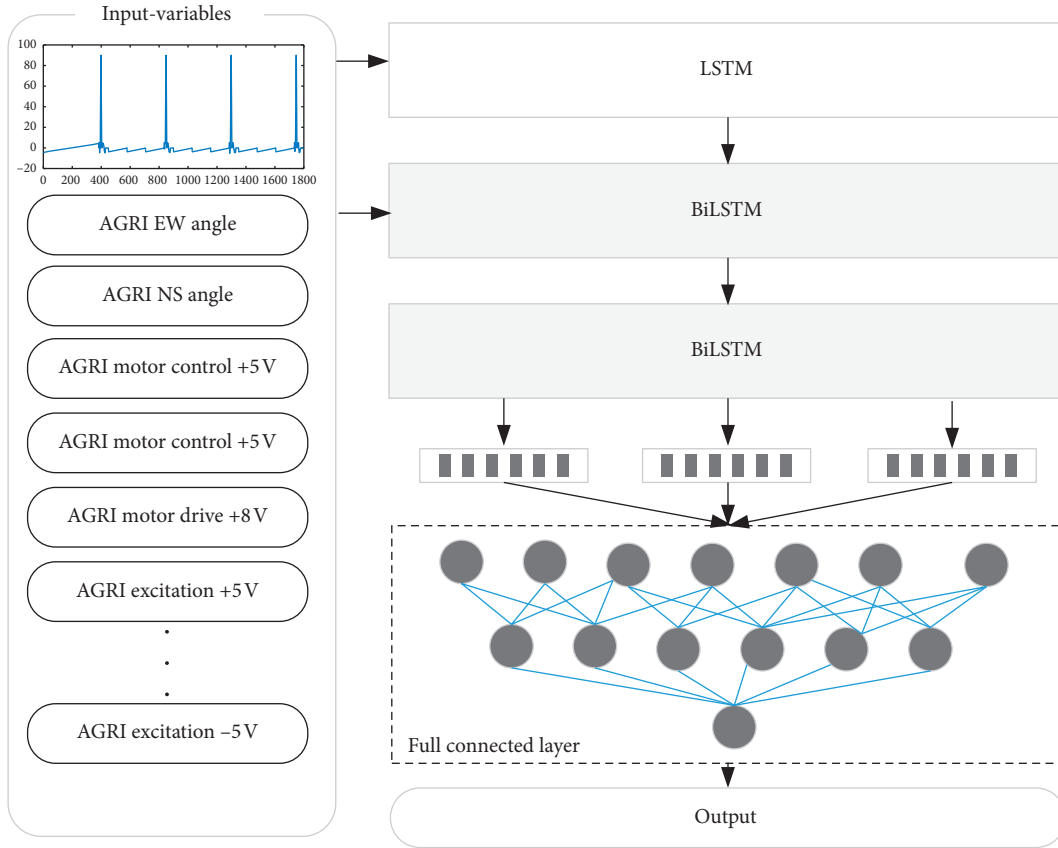 Input-variables
100
80
60
40
20
0
–20
0 200 400 600 800 1000 1200 1400 1600 1800
AGRI EW angle
AGRI NS angle
AGRI motor control +5 V
AGRI motor control +5 V
AGRI motor drive +8 V
AGRI excitation +5 V
.
.
.
AGRI excitation –5 V
LSTM
BiLSTM
BiLSTM
Full connected layer
Output